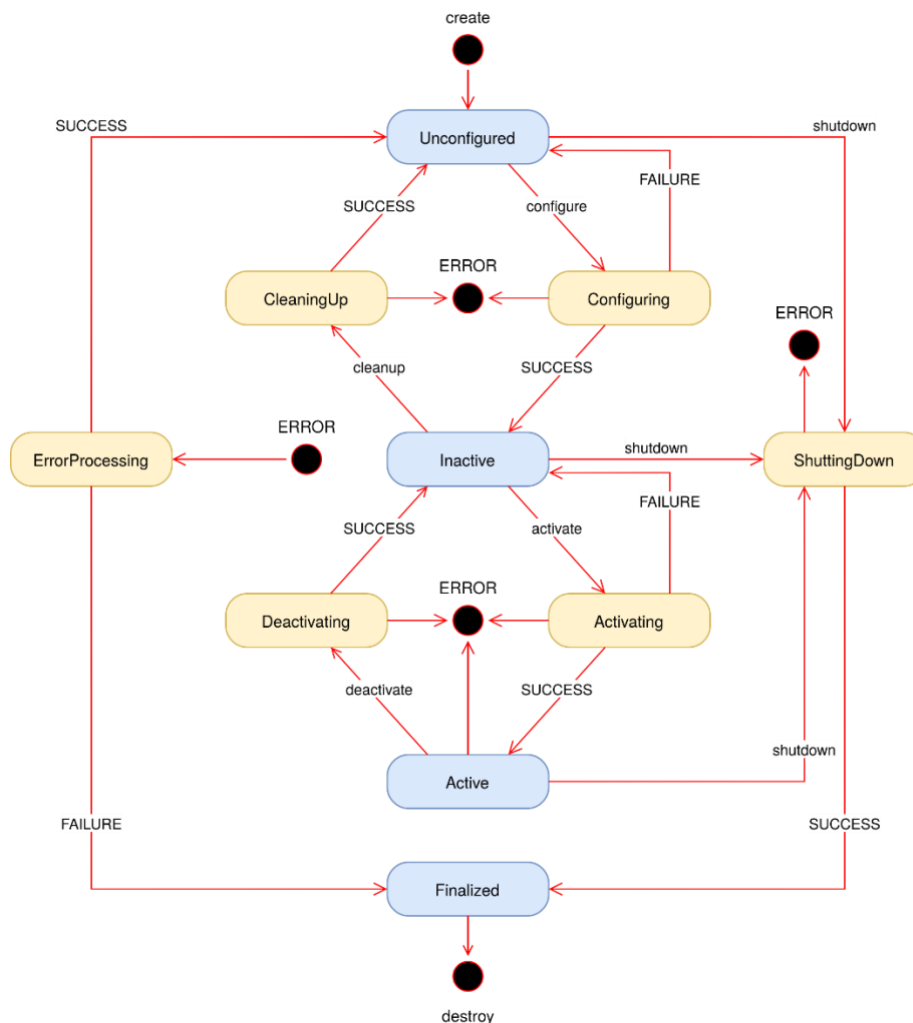 create
SUCCESS
Unconfigured
shutdown
FAILURE
SUCCESS
configure
ERROR
CleaningUp
Configuring
ERROR
cleanup
SUCCESS
ERROR
ErrorProcessing
Inactive
shutdown
ShuttingDown
FAILURE
SUCCESS
activate
ERROR
Deactivating
Activating
deactivate
SUCCESS
shutdown
Active
FAILURE
SUCCESS
Finalized
destroy